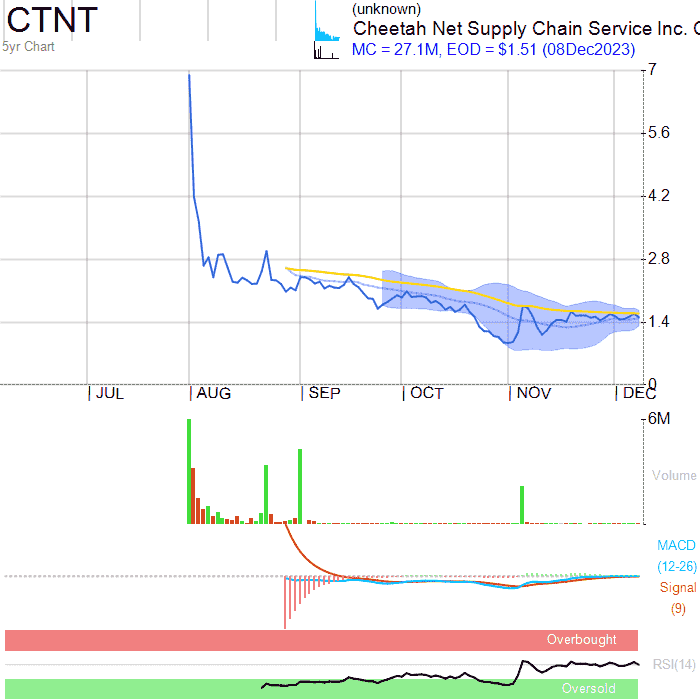 CTNT
5yr Chart
(unknown)
Cheetah Net Supply Chain Service Inc.
MC = 27.1M, EOD = $1.51 (08Dec2023)
7
5.6
4.2
2.8
1.4
0
JUL AUG SEP OCT NOV DEC
6M
Volume
MACD
(12-26)
Signal
(9)
Overbought
RSI(14)
Oversold